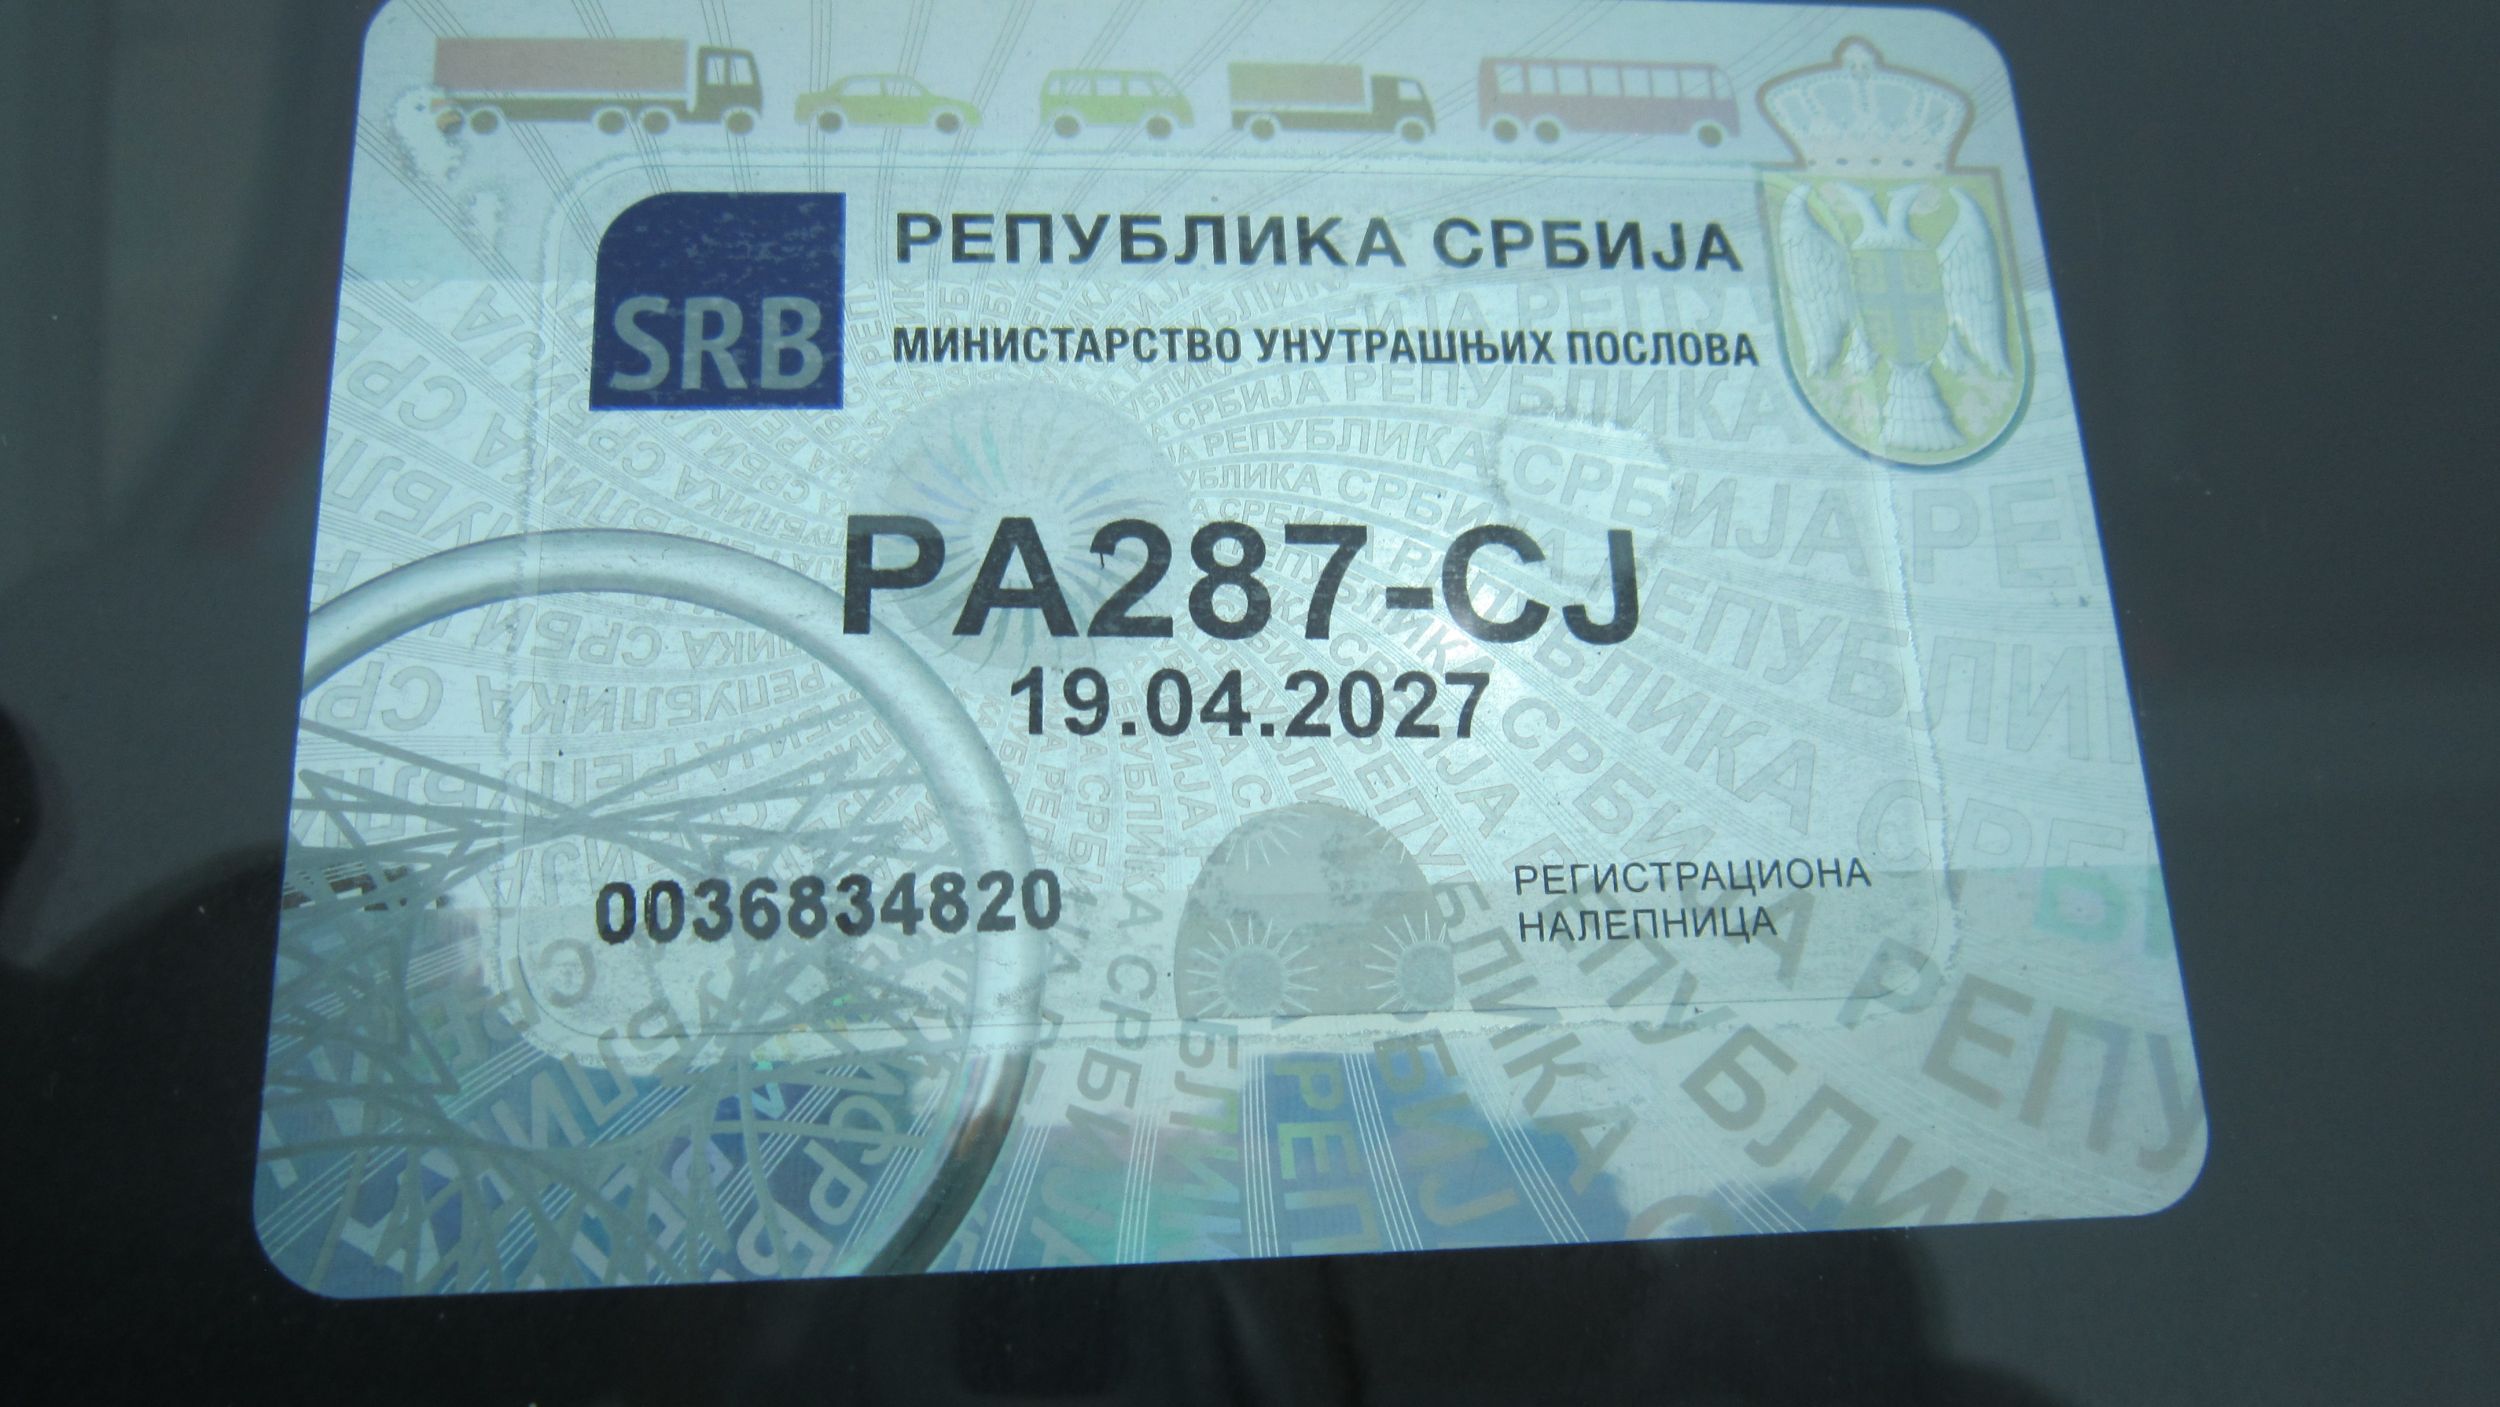 РЕПУБЛИКА СРБИЈА
SRB
МИНИСТАРСТВО УНУТРАШЊИХ ПОСЛОВА
PA287-CJ
19.04.2027
0036834820
РЕГИСТРАЦИОНА
НАЛЕПНИЦА